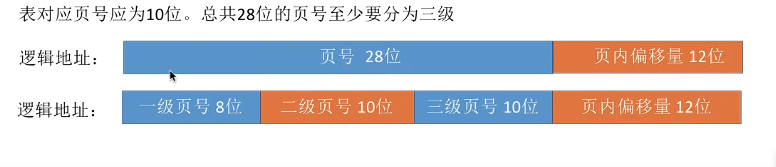 表对应页号应为10位。总共28位的页号至少要分为三级
逻辑地址： 页号 28位 页内偏移量 12位
逻辑地址： 一级页号 8位 二级页号 10位 三级页号 10位 页内偏移量 12位